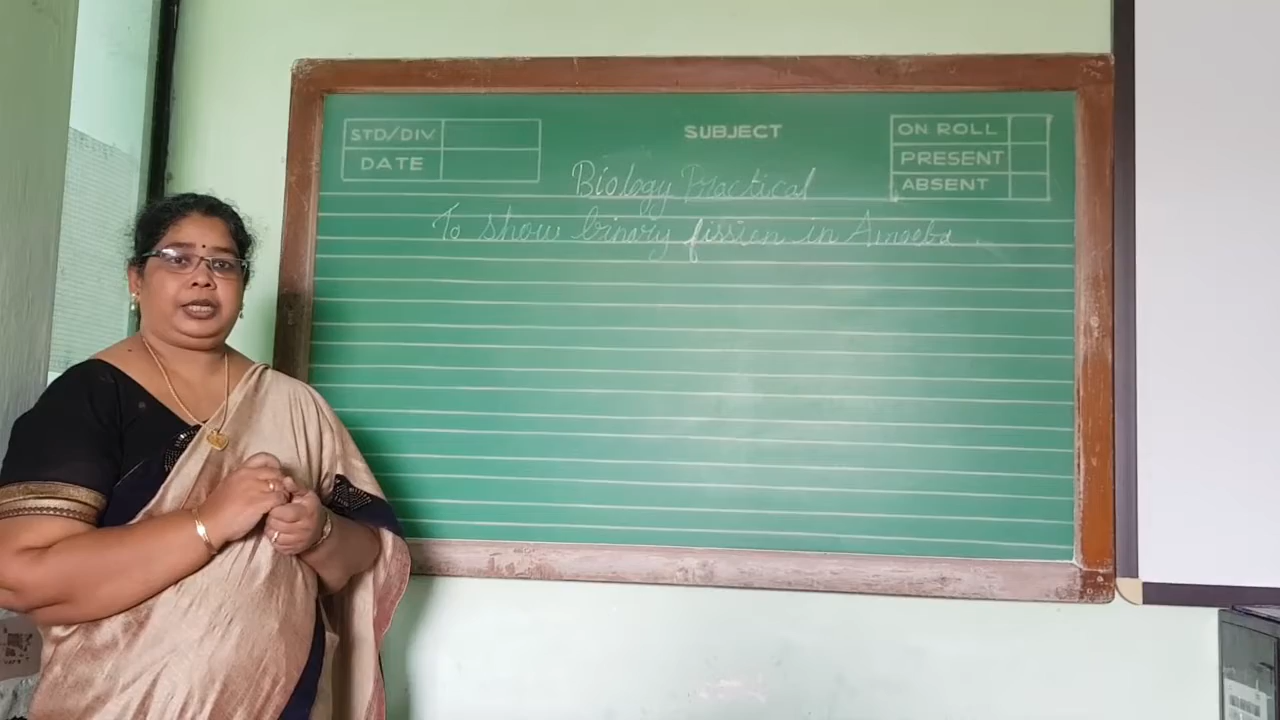 STD/DIV
DATE
SUBJECT
ON ROLL
PRESENT
ABSENT
Biology Practical
To show binary fission in Amoeba.